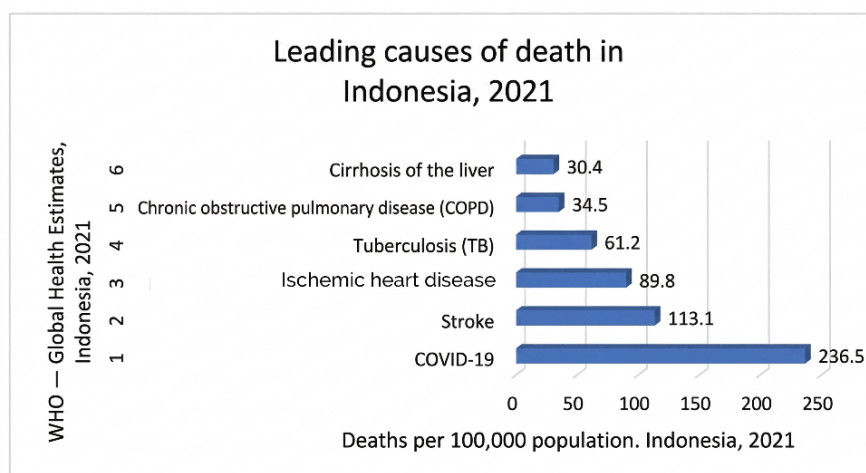 Leading causes of death in
Indonesia, 2021
WHO — Global Health Estimates,
Indonesia, 2021
6 Cirrhosis of the liver 30.4
5 Chronic obstructive pulmonary disease (COPD) 34.5
4 Tuberculosis (TB) 61.2
3 Ischemic heart disease 89.8
2 Stroke 113.1
1 COVID-19 236.5
0 50 100 150 200 250
Deaths per 100,000 population. Indonesia, 2021